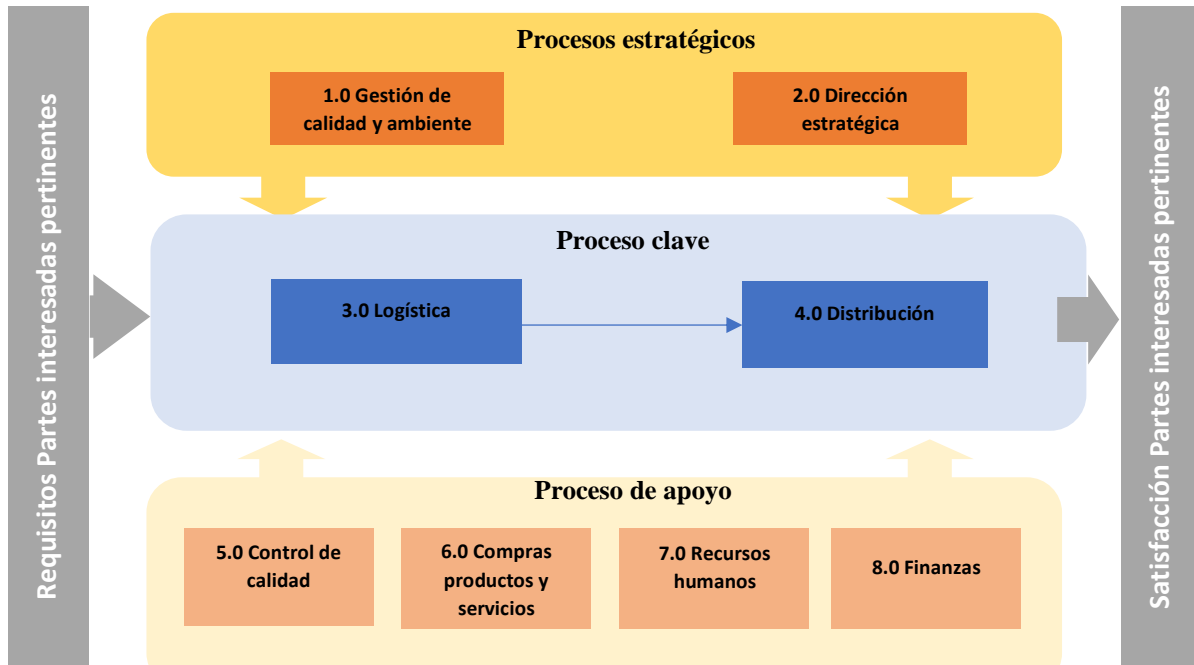 Requisitos Partes interesadas pertinentes
Procesos estratégicos
1.0 Gestión de
calidad y ambiente
2.0 Dirección
estratégica
Proceso clave
3.0 Logística
4.0 Distribución
Proceso de apoyo
5.0 Control de
calidad
6.0 Compras
productos y
servicios
7.0 Recursos
humanos
8.0 Finanzas
Satisfacción Partes interesadas pertinentes